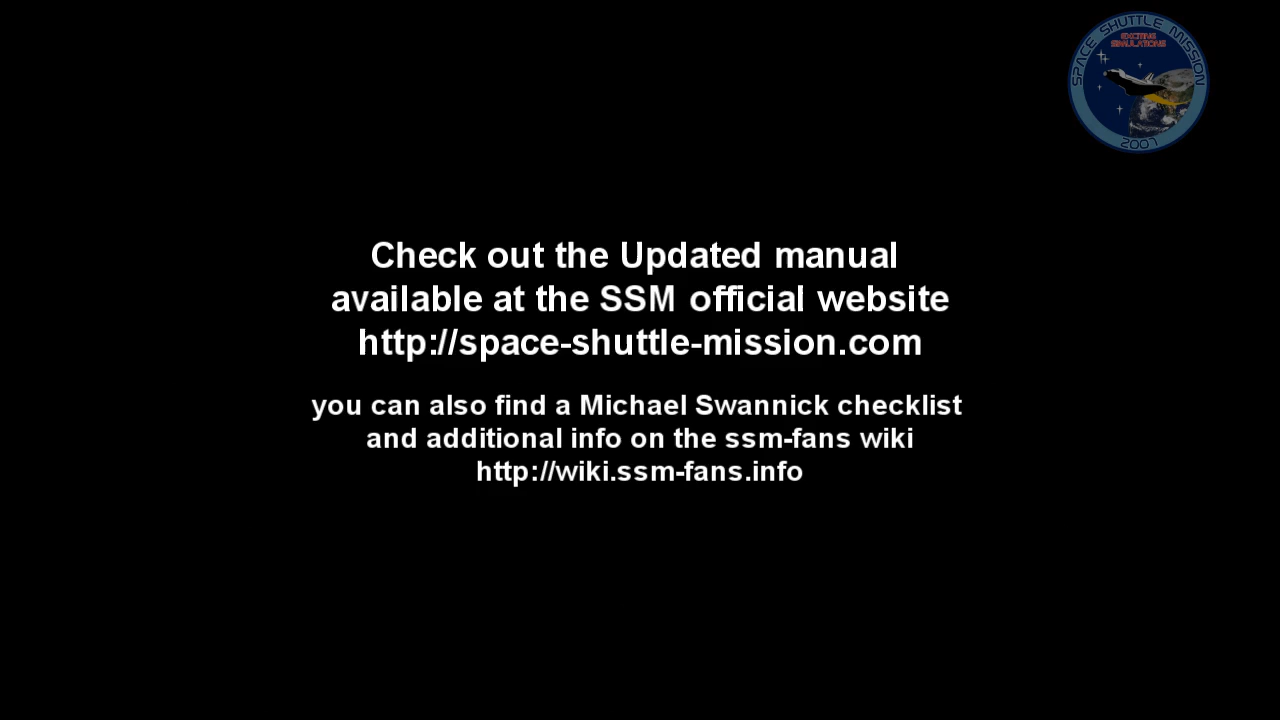 SPACE SHUTTLE MISSION
EXCITING
SIMULATIONS
2007
Check out the Updated manual
available at the SSM official website
http://space-shuttle-mission.com
you can also find a Michael Swannick checklist
and additional info on the ssm-fans wiki
http://wiki.ssm-fans.info